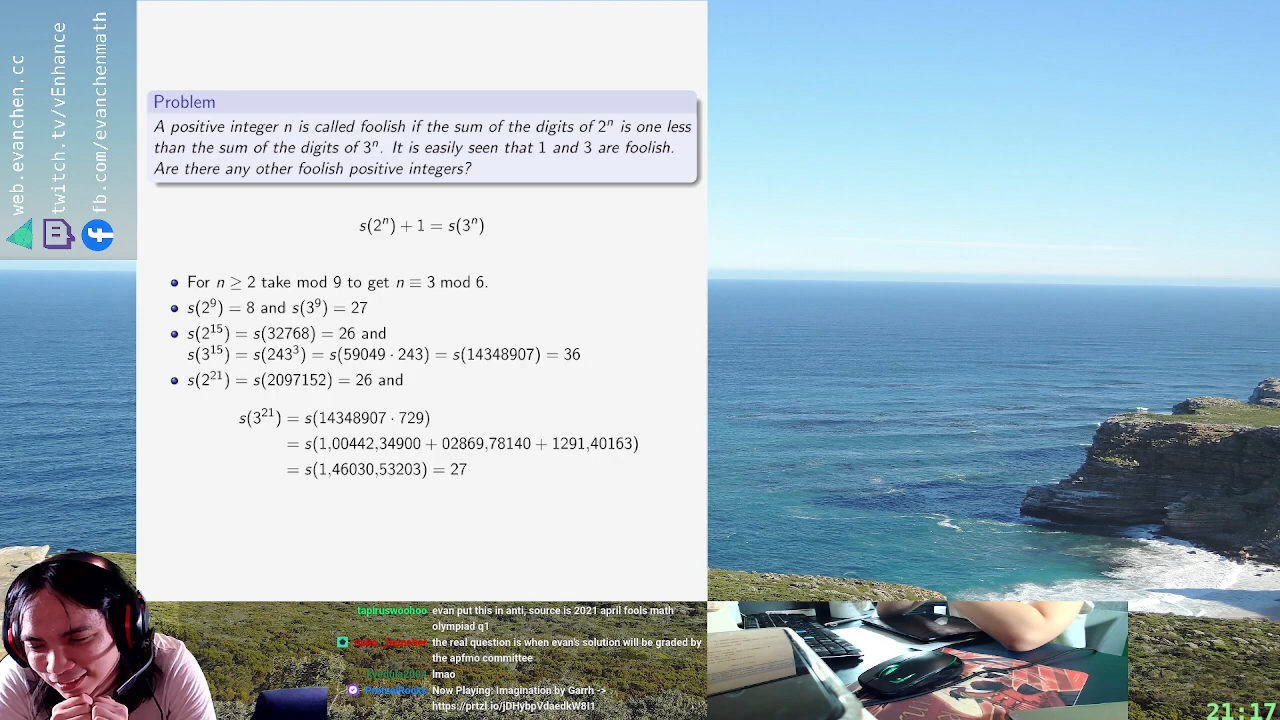 web.evanchen.cc
twitch.tv/vEnhance
fb.com/evanchenmath
Problem
A positive integer n is called foolish if the sum of the digits of 2ⁿ is one less
than the sum of the digits of 3ⁿ. It is easily seen that 1 and 3 are foolish.
Are there any other foolish positive integers?
s(2ⁿ) + 1 = s(3ⁿ)
For n ≥ 2 take mod 9 to get n ≡ 3 mod 6.
s(2⁹) = 8 and s(3⁹) = 27
s(2¹⁵) = s(32768) = 26 and
s(3¹⁵) = s(243³) = s(59049 · 243) = s(14348907) = 36
s(2²¹) = s(2097152) = 26 and
s(3²¹) = s(14348907 · 729)
= s(1,00442,34900 + 02869,78140 + 1291,40163)
= s(1,46030,53203) = 27
tapiruswoohoo: evan put this in anti, source is 2021 april fools math
olympiad q1
the real question is when evan's solution will be graded by
the apfmo committee
lmao
PretzelRocks: Now Playing: Imagination by Garrh ->
https://prtzl.io/jDHybpVdaedkW8I1
21:17